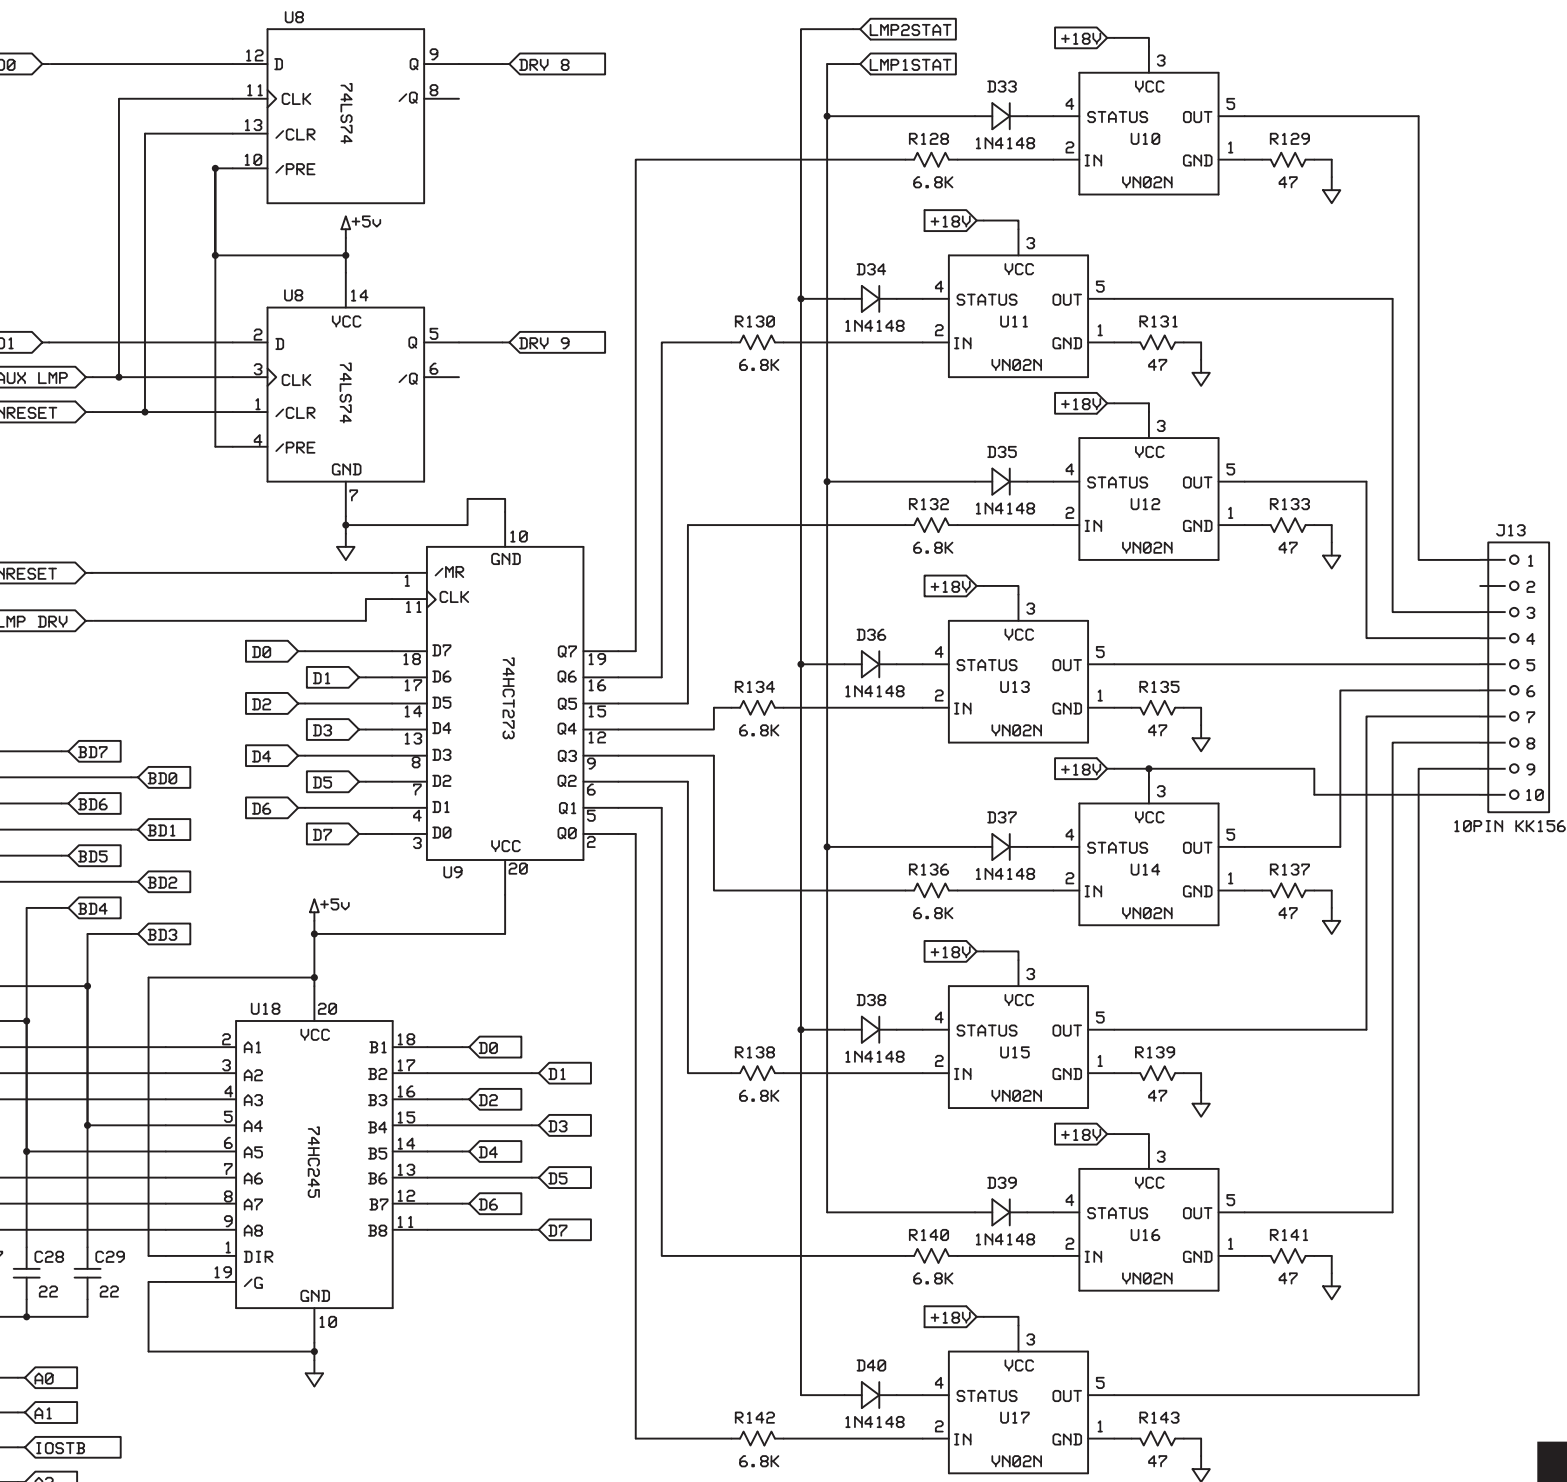 U8
12
D
11
CLK
13
/CLR
10
/PRE
74LS74
Q
9
/Q
8
DRV 8
+5v
U8
14
VCC
2
D
AUX LMP
3
CLK
NRESET
1
/CLR
4
/PRE
74LS74
Q
5
/Q
6
DRV 9
GND
7
10
GND
NRESET
1
/MR
LMP DRV
11
CLK
D0
18
D7
D1
17
D6
D2
14
D5
D3
13
D4
D4
8
D3
D5
7
D2
D6
4
D1
D7
3
D0
74HCT273
Q7
19
Q6
16
Q5
15
Q4
12
Q3
9
Q2
6
Q1
5
Q0
2
VCC
20
U9
BD7
BD0
BD6
BD1
BD5
BD2
BD4
BD3
+5v
U18
20
VCC
2
A1
3
A2
4
A3
5
A4
6
A5
7
A6
8
A7
9
A8
1
DIR
19
/G
74HC245
B1
18
D0
B2
17
D1
B3
16
D2
B4
15
D3
B5
14
D4
B6
13
D5
B7
12
D6
B8
11
D7
GND
10
C28
22
C29
22
A0
A1
IOSTB
LMP2STAT
LMP1STAT
+18V
3
VCC
D33
1N4148
4
STATUS
OUT
5
U10
R128
6.8K
2
IN
GND
1
R129
47
VN02N
+18V
3
VCC
D34
1N4148
4
STATUS
OUT
5
U11
R130
6.8K
2
IN
GND
1
R131
47
VN02N
+18V
3
VCC
D35
1N4148
4
STATUS
OUT
5
U12
R132
6.8K
2
IN
GND
1
R133
47
VN02N
+18V
3
VCC
D36
1N4148
4
STATUS
OUT
5
U13
R134
6.8K
2
IN
GND
1
R135
47
VN02N
+18V
3
VCC
D37
1N4148
4
STATUS
OUT
5
U14
R136
6.8K
2
IN
GND
1
R137
47
VN02N
+18V
3
VCC
D38
1N4148
4
STATUS
OUT
5
U15
R138
6.8K
2
IN
GND
1
R139
47
VN02N
+18V
3
VCC
D39
1N4148
4
STATUS
OUT
5
U16
R140
6.8K
2
IN
GND
1
R141
47
VN02N
+18V
3
VCC
D40
1N4148
4
STATUS
OUT
5
U17
R142
6.8K
2
IN
GND
1
R143
47
VN02N
J13
1
2
3
4
5
6
7
8
9
10
10PIN KK156